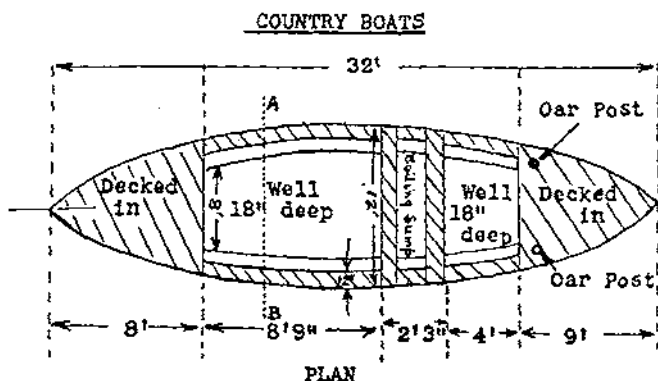 COUNTRY BOATS
32'
A
Oar Post
Decked
in
8'
Well
18" deep
7'
Well
18"
deep
Decked
in
Oar Post
B
8'
8'9"
2'3"
4'
9'
PLAN